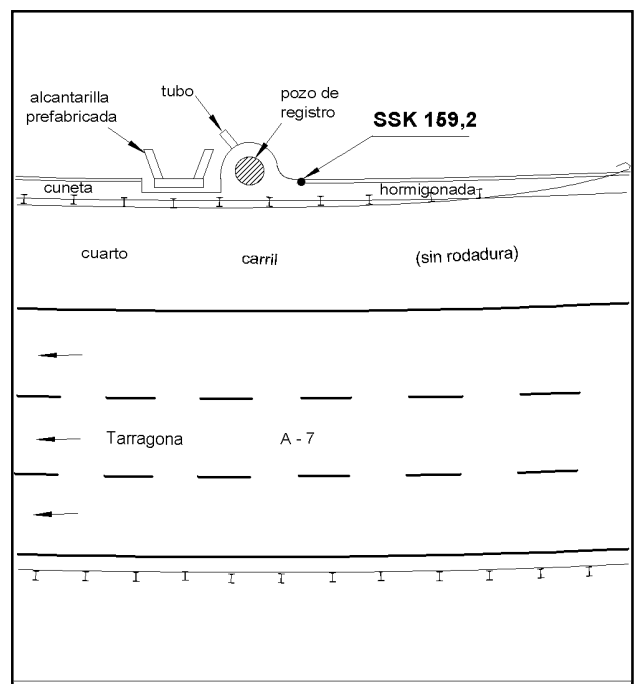 alcantarilla
prefabricada
tubo
pozo de
registro
SSK 159,2
cuneta
hormigonada
cuarto
carril
(sin rodadura)
Tarragona
A - 7